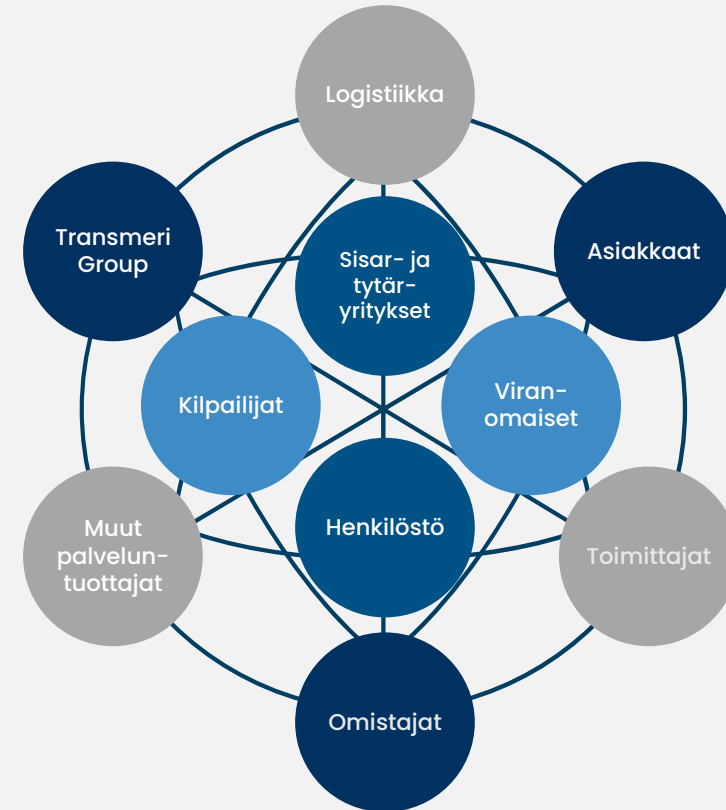 Logistiikka
Transmeri
Group
Sisar- ja
tytär-
yritykset
Asiakkaat
Kilpailijat
Viran-
omaiset
Muut
palvelun-
tuottajat
Henkilöstö
Toimittajat
Omistajat